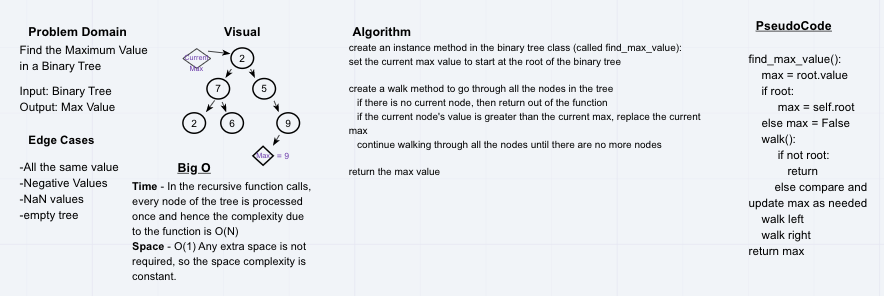 Problem Domain
Find the Maximum Value
in a Binary Tree
Input: Binary Tree
Output: Max Value
Edge Cases
-All the same value
-Negative Values
-NaN values
-empty tree
Visual
Current
Max
2
7
5
2
6
9
Max = 9
Big O
Time - In the recursive function calls,
every node of the tree is processed
once and hence the complexity due
to the function is O(N)
Space - O(1) Any extra space is not
required, so the space complexity is
constant.
Algorithm
create an instance method in the binary tree class (called find_max_value):
set the current max value to start at the root of the binary tree
create a walk method to go through all the nodes in the tree
if there is no current node, then return out of the function
if the current node's value is greater than the current max, replace the current
max
continue walking through all the nodes until there are no more nodes
return the max value
PseudoCode
find_max_value():
max = root.value
if root:
max = self.root
else max = False
walk():
if not root:
return
else compare and
update max as needed
walk left
walk right
return max